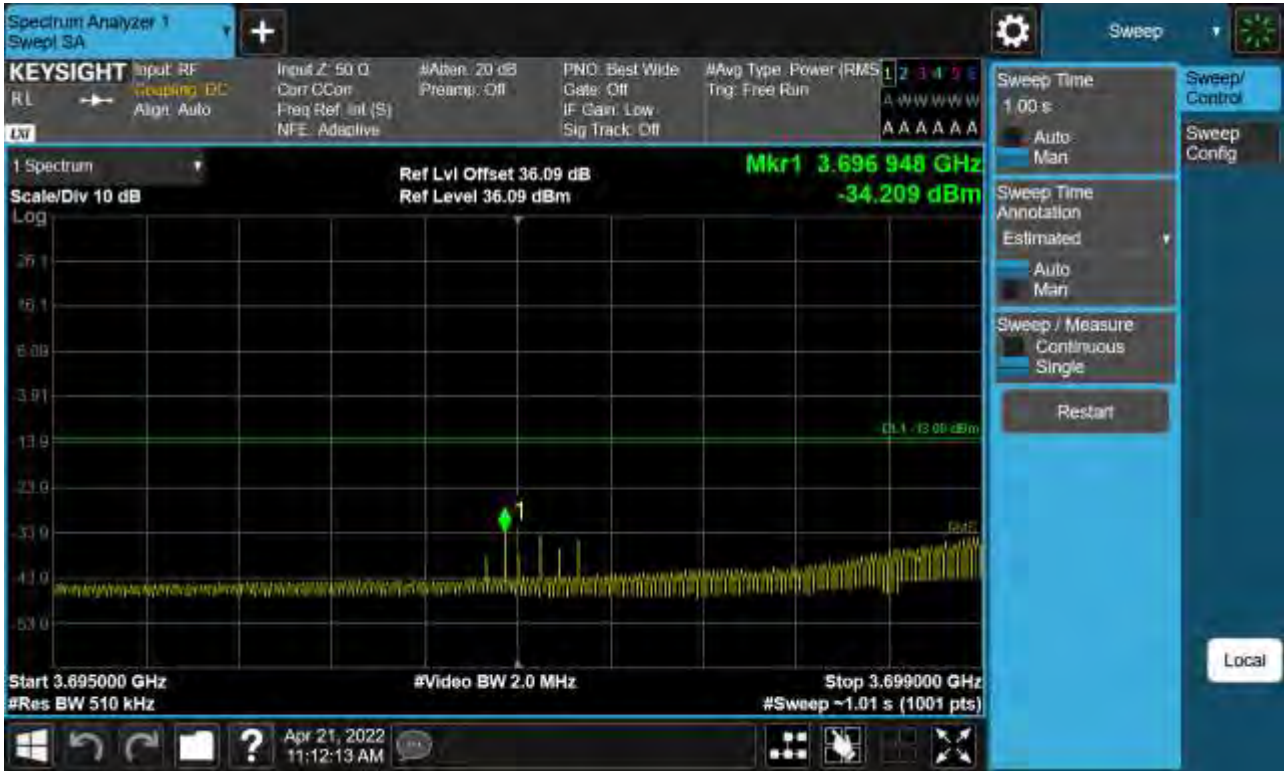 Spectrum Analyzer 1
Swept SA
+
Sweep
KEYSIGHT
RL
LXI
Input: RF
Coupling: DC
Align: Auto
Input Z: 50 Ω
Corr CCorr
Freq Ref: Int (S)
NFE: Adaptive
#Atten: 20 dB
Preamp: Off
PNO: Best Wide
Gate: Off
IF Gain: Low
Sig Track: Off
#Avg Type: Power (RMS
Trig: Free Run
1 2 3 4 5 6
A W W W W W
A A A A A A
1 Spectrum
Scale/Div 10 dB
Log
Ref Lvl Offset 36.09 dB
Ref Level 36.09 dBm
Mkr1 3.696 948 GHz
-34.209 dBm
26.1
16.1
6.09
-3.91
-13.9
-23.9
-33.9
-43.9
-53.9
DL1 -13.00 dBm
1
RMS
Start 3.695000 GHz
#Video BW 2.0 MHz
Stop 3.699000 GHz
#Res BW 510 kHz
#Sweep ~1.01 s (1001 pts)
Sweep Time
1.00 s
Auto
Man
Sweep Time
Annotation
Estimated
Auto
Man
Sweep / Measure
Continuous
Single
Restart
Sweep/
Control
Sweep
Config
Local
?
Apr 21, 2022
11:12:13 AM